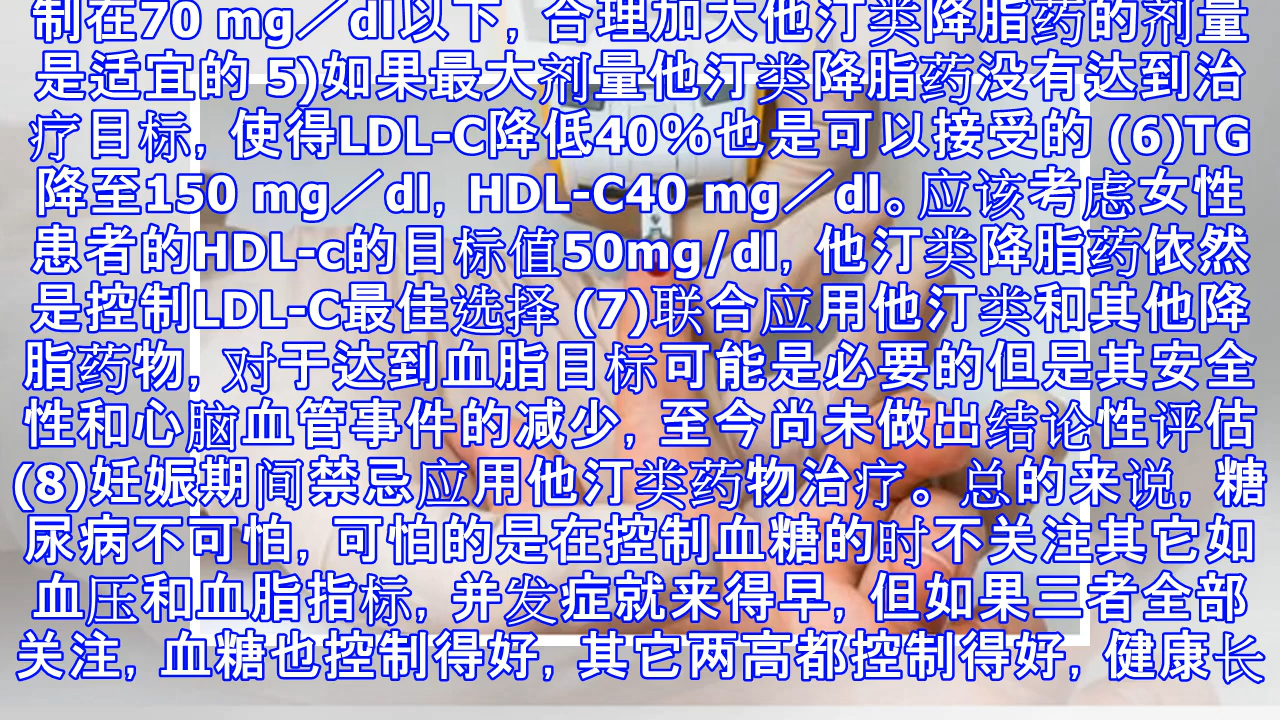 制在70 mg／dl以下, 合理加大他汀类降脂药的剂量
是适宜的 5)如果最大剂量他汀类降脂药没有达到治
疗目标, 使得LDL-C降低40%也是可以接受的 (6)TG
降至150 mg／dl, HDL-C40 mg／dl。应该考虑女性
患者的HDL-c的目标值50mg/dl, 他汀类降脂药依然
是控制LDL-C最佳选择 (7)联合应用他汀类和其他降
脂药物, 对于达到血脂目标可能是必要的但是其安全
性和心脑血管事件的减少, 至今尚未做出结论性评估
(8)妊娠期间禁忌应用他汀类药物治疗。总的来说, 糖
尿病不可怕, 可怕的是在控制血糖的时不关注其它如
血压和血脂指标, 并发症就来得早, 但如果三者全部
关注, 血糖也控制得好, 其它两高都控制得好, 健康长